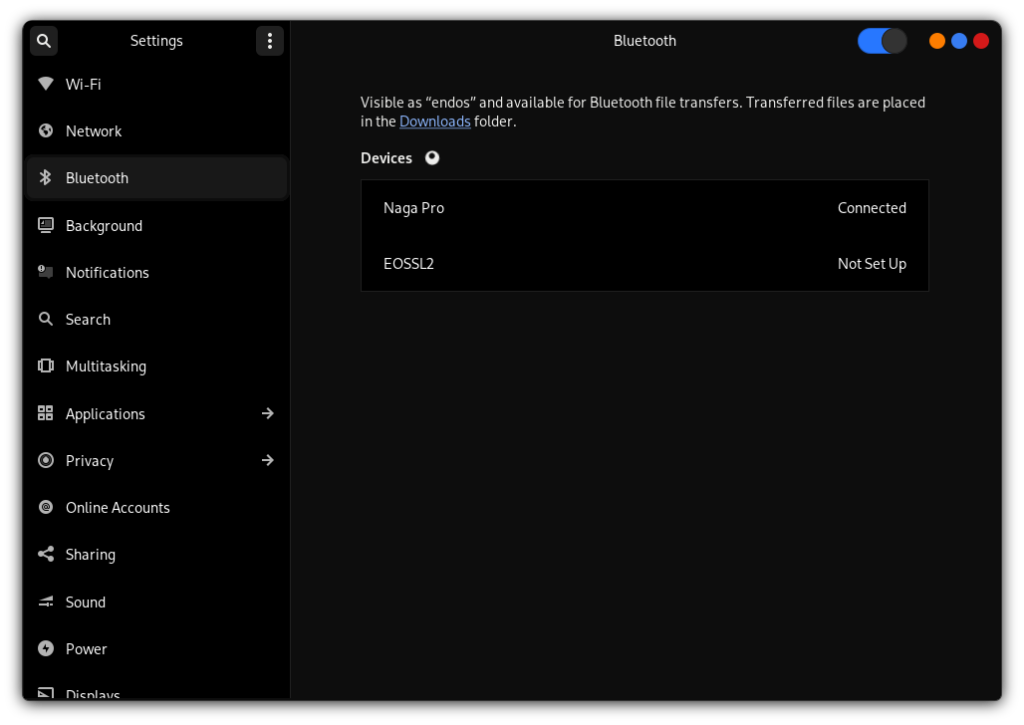 Settings
Wi-Fi
Network
Bluetooth
Background
Notifications
Search
Multitasking
Applications
Privacy
Online Accounts
Sharing
Sound
Power
Displays
Bluetooth
Visible as “endos” and available for Bluetooth file transfers. Transferred files are placed
in the Downloads folder.
Devices
Naga Pro Connected
EOSSL2 Not Set Up